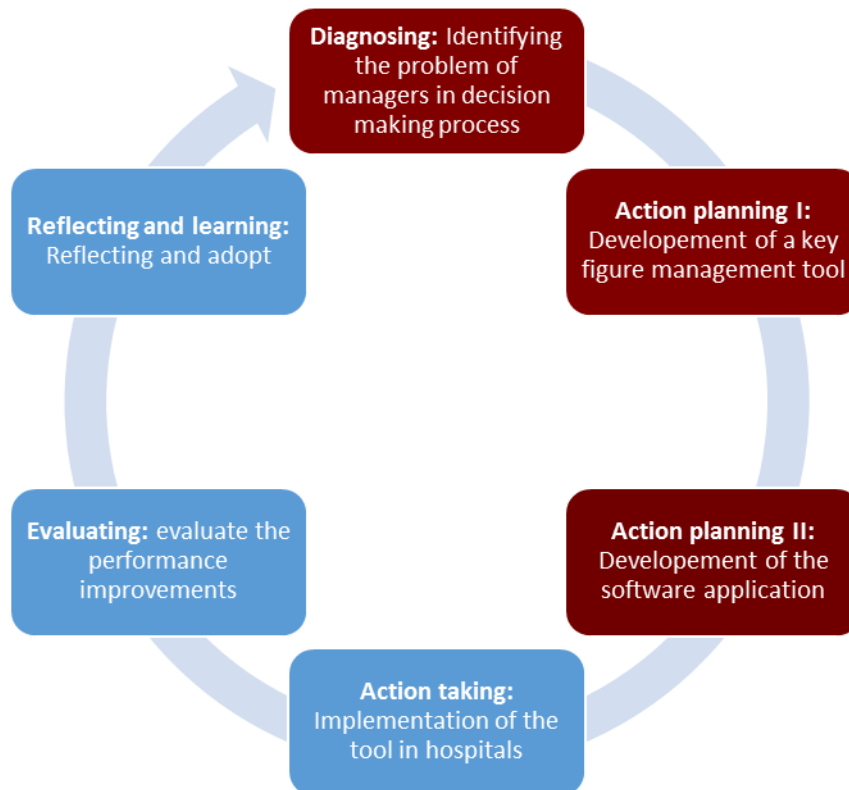 Diagnosing: Identifying
the problem of
managers in decision
making process
Action planning I:
Developement of a key
figure management tool
Action planning II:
Developement of the
software application
Action taking:
Implementation of the
tool in hospitals
Evaluating: evaluate the
performance
improvements
Reflecting and learning:
Reflecting and adopt